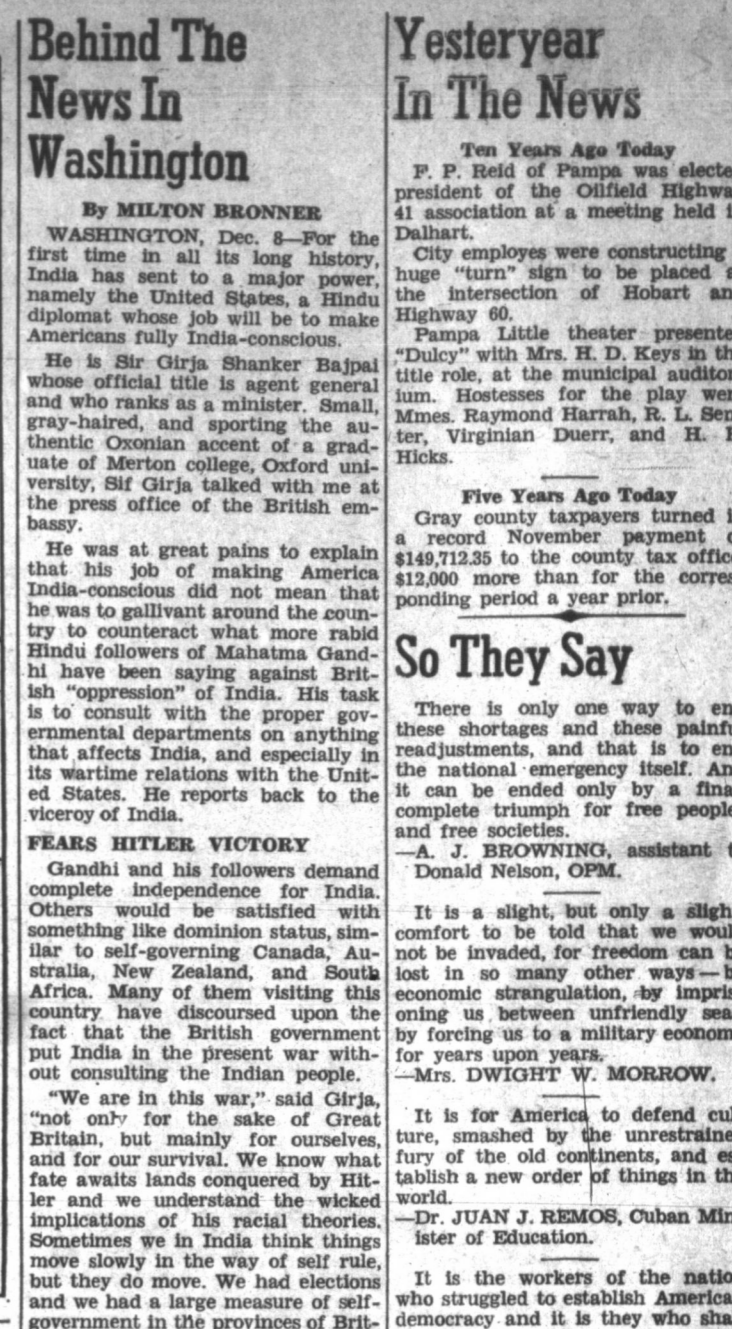 Behind The
News In
Washington
By MILTON BRONNER
WASHINGTON, Dec. 8—For the
first time in all its long history,
India has sent to a major power,
namely the United States, a Hindu
diplomat whose job will be to make
Americans fully India-conscious.
He is Sir Girja Shanker Bajpai
whose official title is agent general
and who ranks as a minister. Small,
gray-haired, and sporting the au-
thentic Oxonian accent of a grad-
uate of Merton college, Oxford uni-
versity, Sif Girja talked with me at
the press office of the British em-
bassy.
He was at great pains to explain
that his job of making America
India-conscious did not mean that
he was to gallivant around the coun-
try to counteract what more rabid
Hindu followers of Mahatma Gand-
hi have been saying against Brit-
ish "oppression" of India. His task
is to consult with the proper gov-
ernmental departments on anything
that affects India, and especially in
its wartime relations with the Unit-
ed States. He reports back to the
viceroy of India.
FEARS HITLER VICTORY
Gandhi and his followers demand
complete independence for India.
Others would be satisfied with
something like dominion status, sim-
ilar to self-governing Canada, Au-
stralia, New Zealand, and South
Africa. Many of them visiting this
country have discoursed upon the
fact that the British government
put India in the present war with-
out consulting the Indian people.
"We are in this war," said Girja,
"not only for the sake of Great
Britain, but mainly for ourselves,
and for our survival. We know what
fate awaits lands conquered by Hit-
ler and we understand the wicked
implications of his racial theories.
Sometimes we in India think things
move slowly in the way of self rule,
but they do move. We had elections
and we had a large measure of self-
government in the provinces of Brit-
Yesteryear
In The News
Ten Years Ago Today
F. P. Reid of Pampa was electe
president of the Oilfield Highwa
41 association at a meeting held i
Dalhart.
City employes were constructing
huge "turn" sign to be placed a
the intersection of Hobart an
Highway 60.
Pampa Little theater presente
"Dulcy" with Mrs. H. D. Keys in th
title role, at the municipal auditor
ium. Hostesses for the play wer
Mmes. Raymond Harrah, R. L. Sen
ter, Virginian Duerr, and H.
Hicks.
Five Years Ago Today
Gray county taxpayers turned i
a record November payment o
$149,712.35 to the county tax offic
$12,000 more than for the corres
ponding period a year prior.
So They Say
There is only one way to en
these shortages and these painfu
readjustments, and that is to en
the national emergency itself. An
it can be ended only by a fina
complete triumph for free people
and free societies.
—A. J. BROWNING, assistant t
Donald Nelson, OPM.
It is a slight, but only a sligh
comfort to be told that we woul
not be invaded, for freedom can b
lost in so many other ways—b
economic strangulation, by impris
oning us between unfriendly sea
by forcing us to a military econom
for years upon years.
—Mrs. DWIGHT W. MORROW.
It is for America to defend cul
ture, smashed by the unrestraine
fury of the old continents, and es
tablish a new order of things in th
world.
—Dr. JUAN J. REMOS, Cuban Min
ister of Education.
It is the workers of the natio
who struggled to establish America
democracy and it is they who sha